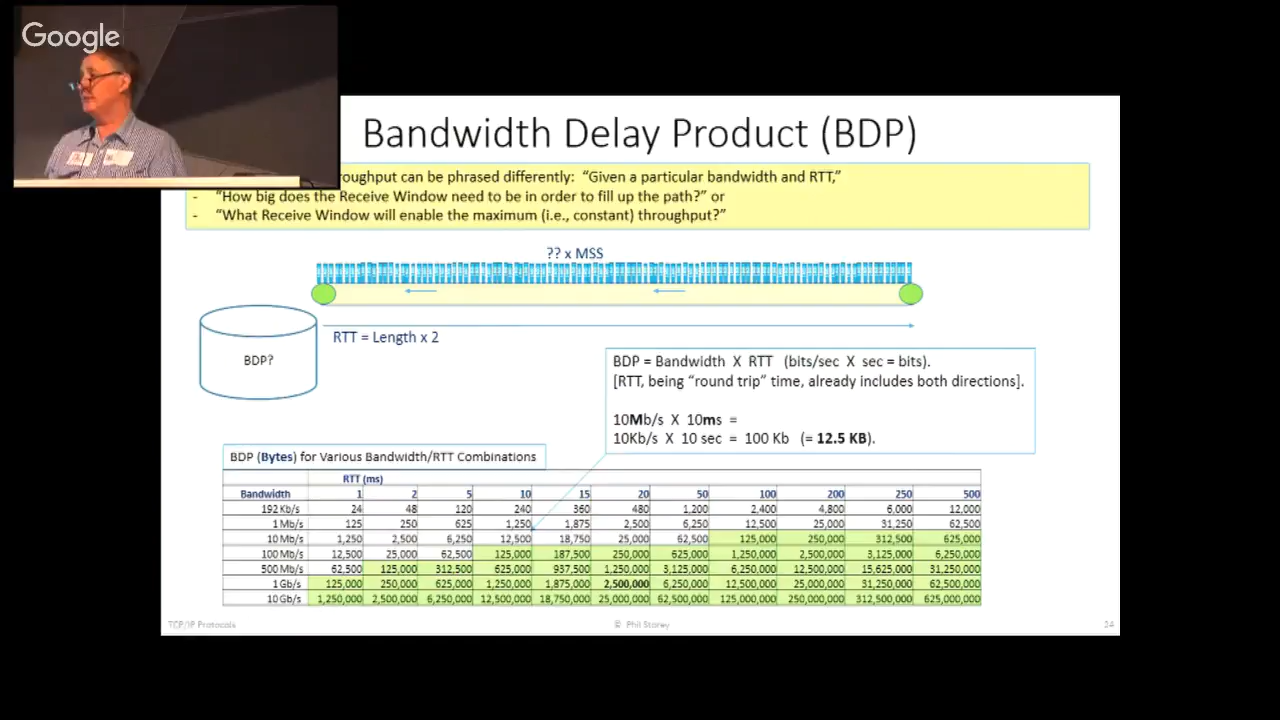 Google
Bandwidth Delay Product (BDP)
roughput can be phrased differently: “Given a particular bandwidth and RTT,”
- “How big does the Receive Window need to be in order to fill up the path?” or
- “What Receive Window will enable the maximum (i.e., constant) throughput?”
?? x MSS
RTT = Length x 2
BDP?
BDP = Bandwidth X RTT (bits/sec X sec = bits).
[RTT, being “round trip” time, already includes both directions].
10Mb/s X 10ms =
10Kb/s X 10 sec = 100 Kb (= 12.5 KB).
BDP (Bytes) for Various Bandwidth/RTT Combinations
RTT (ms)
Bandwidth 1 2 5 10 15 20 50 100 200 250 500
192 Kb/s 24 48 120 240 360 480 1,200 2,400 4,800 6,000 12,000
1 Mb/s 125 250 625 1,250 1,875 2,500 6,250 12,500 25,000 31,250 62,500
10 Mb/s 1,250 2,500 6,250 12,500 18,750 25,000 62,500 125,000 250,000 312,500 625,000
100 Mb/s 12,500 25,000 62,500 125,000 187,500 250,000 625,000 1,250,000 2,500,000 3,125,000 6,250,000
500 Mb/s 62,500 125,000 312,500 625,000 937,500 1,250,000 3,125,000 6,250,000 12,500,000 15,625,000 31,250,000
1 Gb/s 125,000 250,000 625,000 1,250,000 1,875,000 2,500,000 6,250,000 12,500,000 25,000,000 31,250,000 62,500,000
10 Gb/s 1,250,000 2,500,000 6,250,000 12,500,000 18,750,000 25,000,000 62,500,000 125,000,000 250,000,000 312,500,000 625,000,000
TCP/IP Protocols
© Phil Storey
24